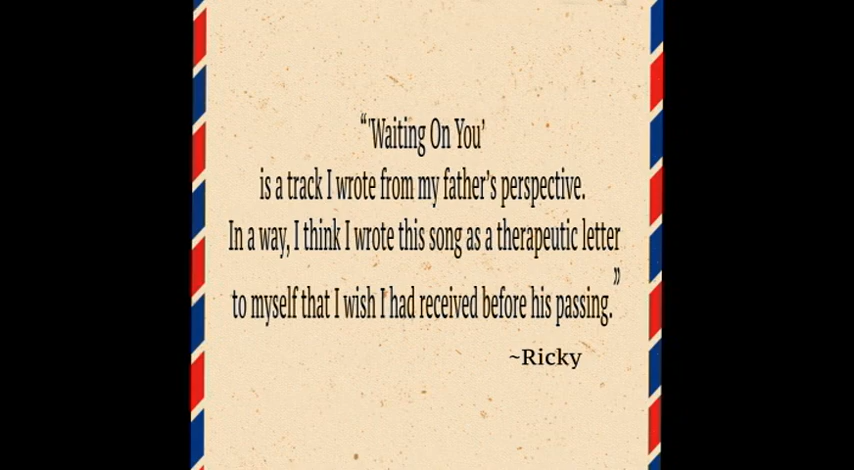 “‘Waiting On You’
is a track I wrote from my father’s perspective.
In a way, I think I wrote this song as a therapeutic letter
to myself that I wish I had received before his passing.”
~Ricky